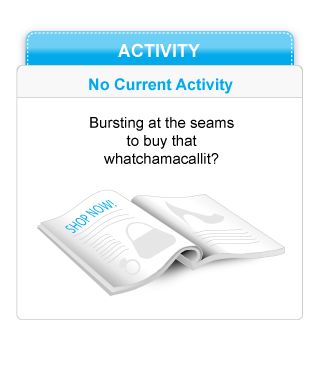 ACTIVITY
No Current Activity
Bursting at the seams
to buy that
whatchamacallit?
SHOP NOW!